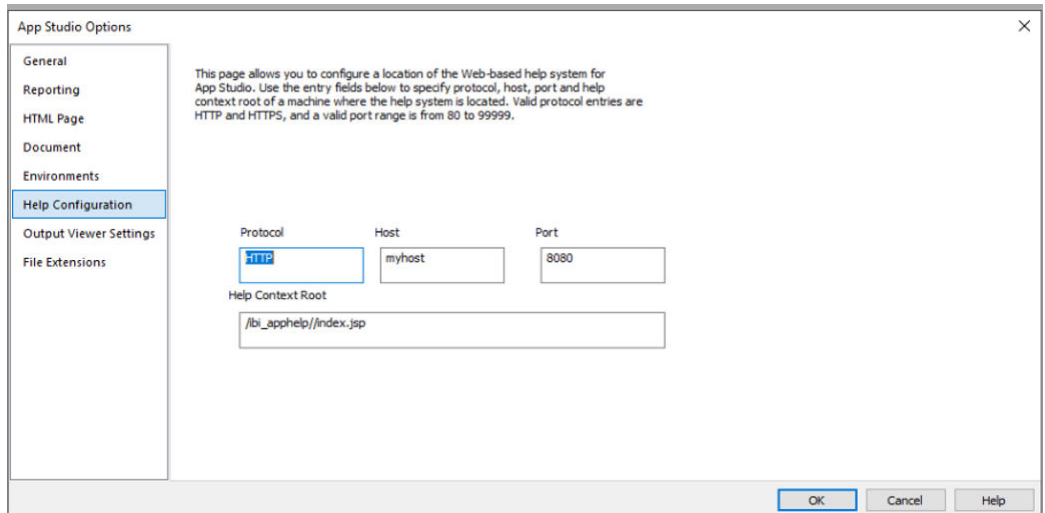 App Studio Options
General
Reporting
HTML Page
Document
Environments
Help Configuration
Output Viewer Settings
File Extensions
This page allows you to configure a location of the Web-based help system for
App Studio. Use the entry fields below to specify protocol, host, port and help
context root of a machine where the help system is located. Valid protocol entries are
HTTP and HTTPS, and a valid port range is from 80 to 99999.
Protocol Host Port
HTTP myhost 8080
Help Context Root
/ibi_apphelp//index.jsp
OK Cancel Help